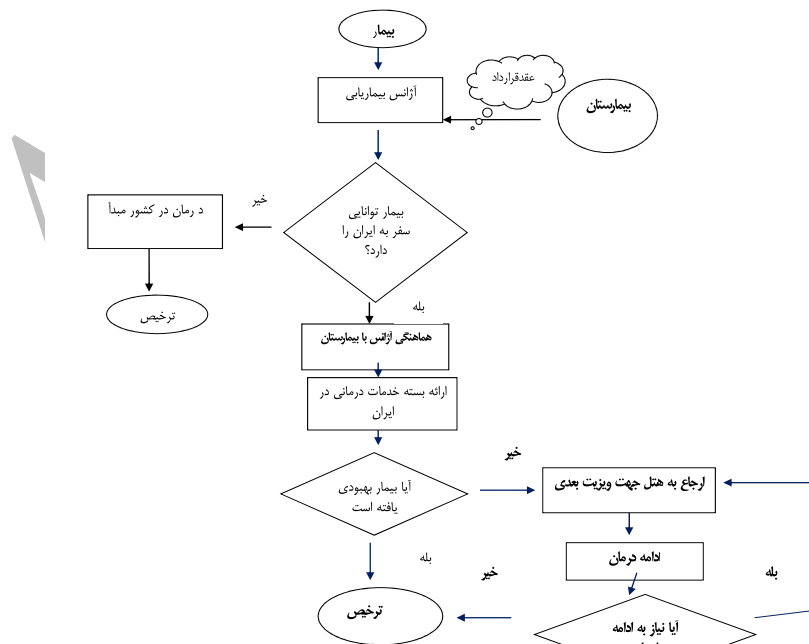 بیمار
آژانس بیماریابی
عقدقرارداد
بیمارستان
بیمار توانایی
سفر به ایران را
دارد؟
خیر
د رمان در کشور مبدأ
ترخیص
بله
هماهنگی آژانس با بیمارستان
ارائه بسته خدمات درمانی در
ایران
آیا بیمار بهبودی
یافته است
خیر
ارجاع به هتل جهت ویزیت بعدی
ادامه درمان
بله
بله
خیر
ترخیص
آیا نیاز به ادامه